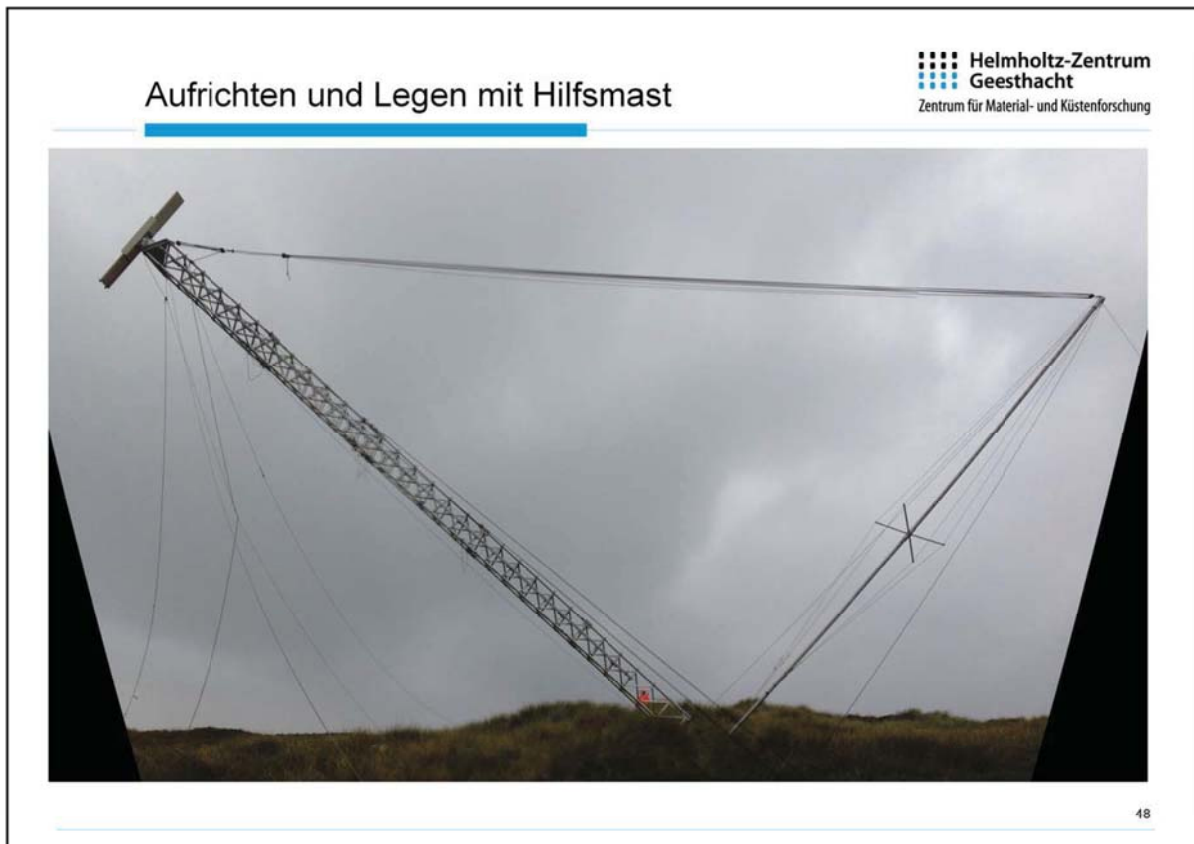 Aufrichten und Legen mit Hilfsmast
Helmholtz-Zentrum
Geesthacht
Zentrum für Material- und Küstenforschung
48